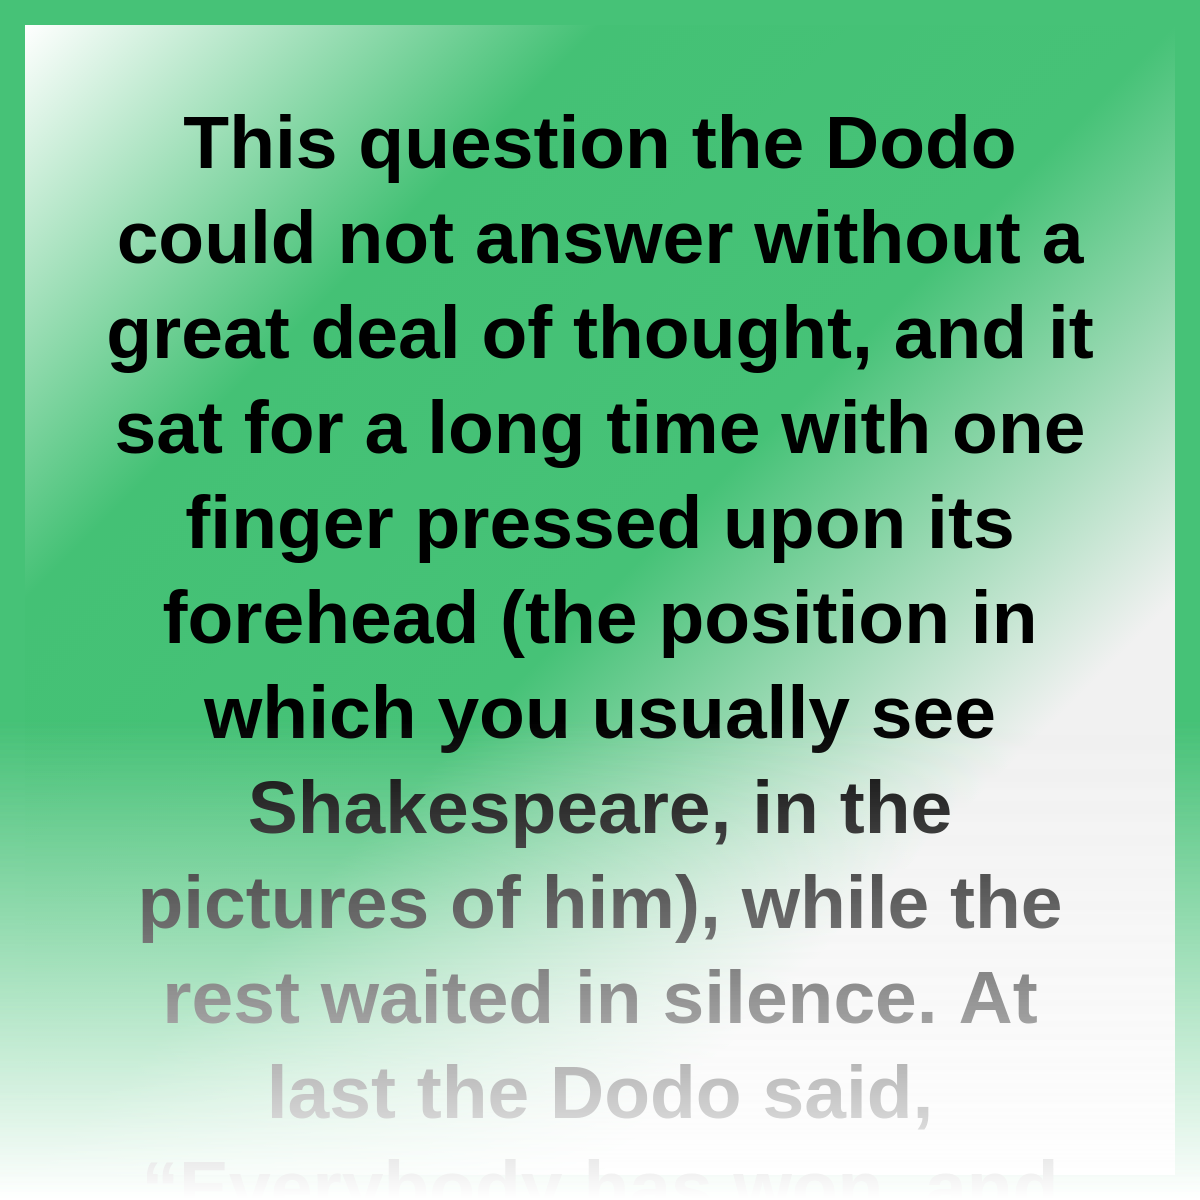 This question the Dodo
could not answer without a
great deal of thought, and it
sat for a long time with one
finger pressed upon its
forehead (the position in
which you usually see
Shakespeare, in the
pictures of him), while the
rest waited in silence. At
last the Dodo said,
“Everybody has won, and